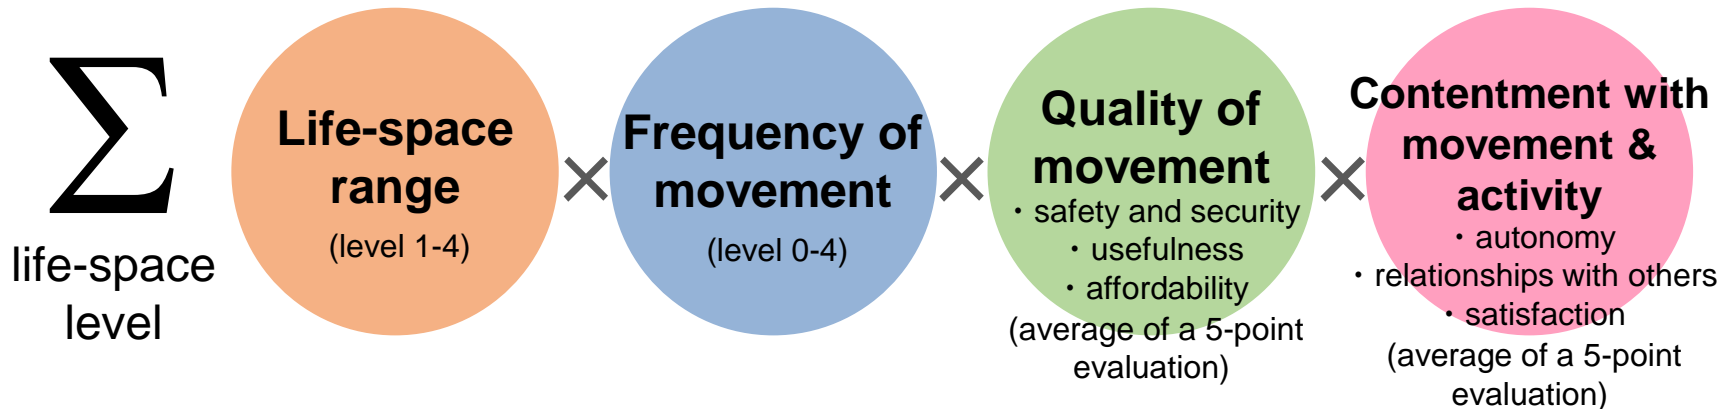 Σ
life-space
level
Life-space
range
(level 1-4)
×
Frequency of
movement
(level 0-4)
×
Quality of
movement
・safety and security
・usefulness
・affordability
(average of a 5-point
evaluation)
×
Contentment with
movement &
activity
・autonomy
・relationships with others
・satisfaction
(average of a 5-point
evaluation)